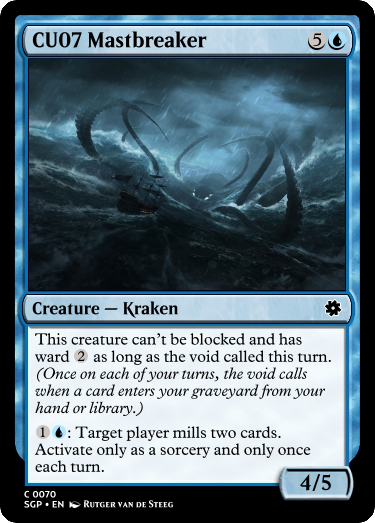 CU07 Mastbreaker 5
Creature — Kraken
This creature can't be blocked and has
ward 2 as long as the void called this turn.
(Once on each of your turns, the void calls
when a card enters your graveyard from your
hand or library.)
1 : Target player mills two cards.
Activate only as a sorcery and only once
each turn.
4/5
C 0070
SGP • EN Rutger van de Steeg